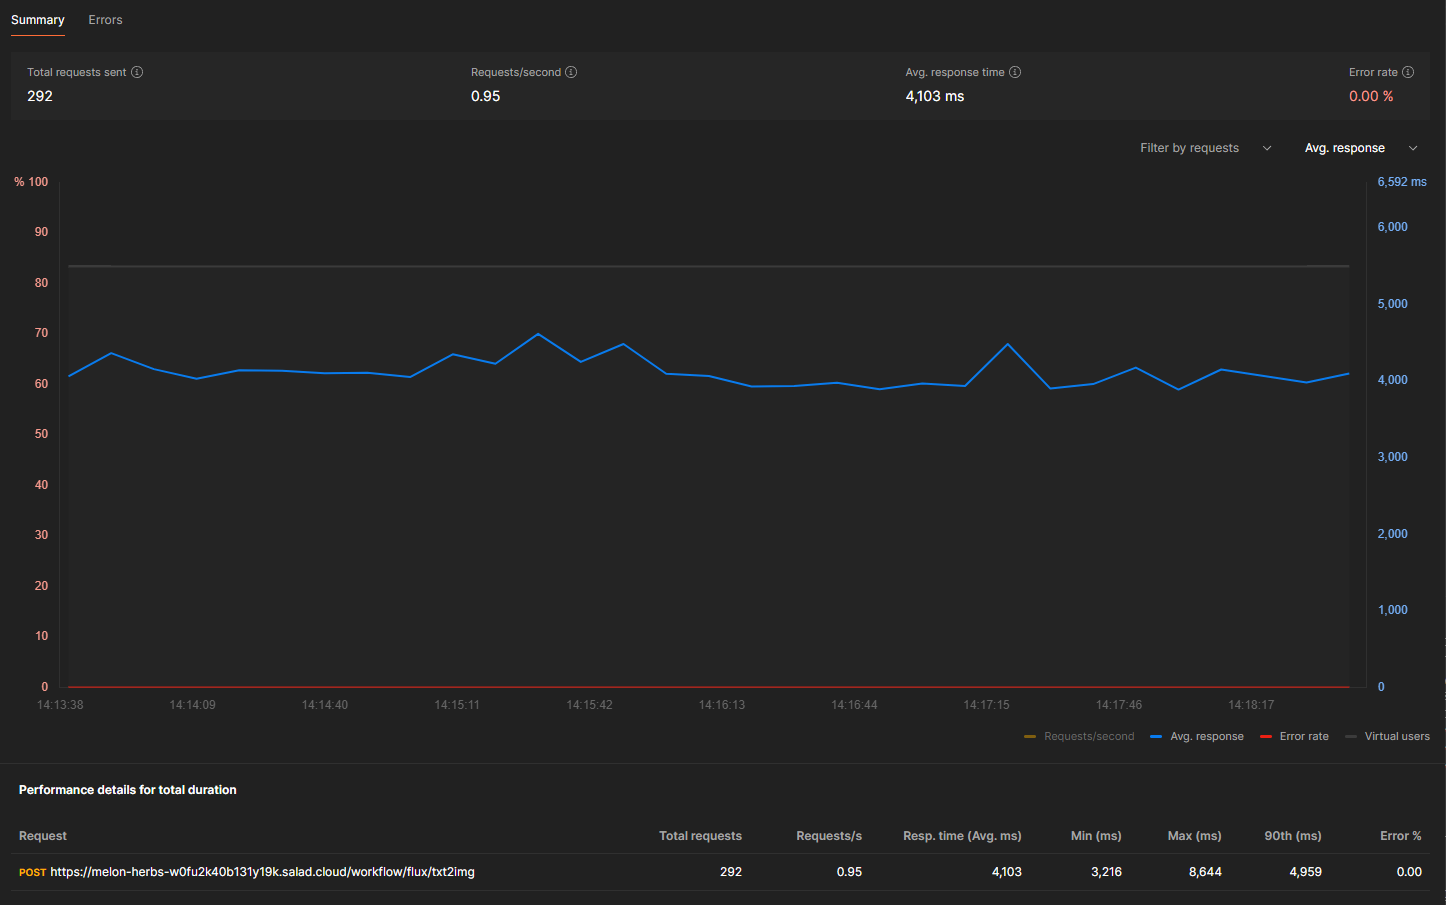 Summary Errors
Total requests sent Requests/second Avg. response time Error rate
292 0.95 4,103 ms 0.00 %
Filter by requests Avg. response
% 100 6,592 ms
90 6,000
80
5,000
70
60 4,000
50
3,000
40
30 2,000
20
1,000
10
0 0
14:13:38 14:14:09 14:14:40 14:15:11 14:15:42 14:16:13 14:16:44 14:17:15 14:17:46 14:18:17
Requests/second Avg. response Error rate Virtual users
Performance details for total duration
Request Total requests Requests/s Resp. time (Avg. ms) Min (ms) Max (ms) 90th (ms) Error %
POST https://melon-herbs-w0fu2k40b131y19k.salad.cloud/workflow/flux/txt2img 292 0.95 4,103 3,216 8,644 4,959 0.00